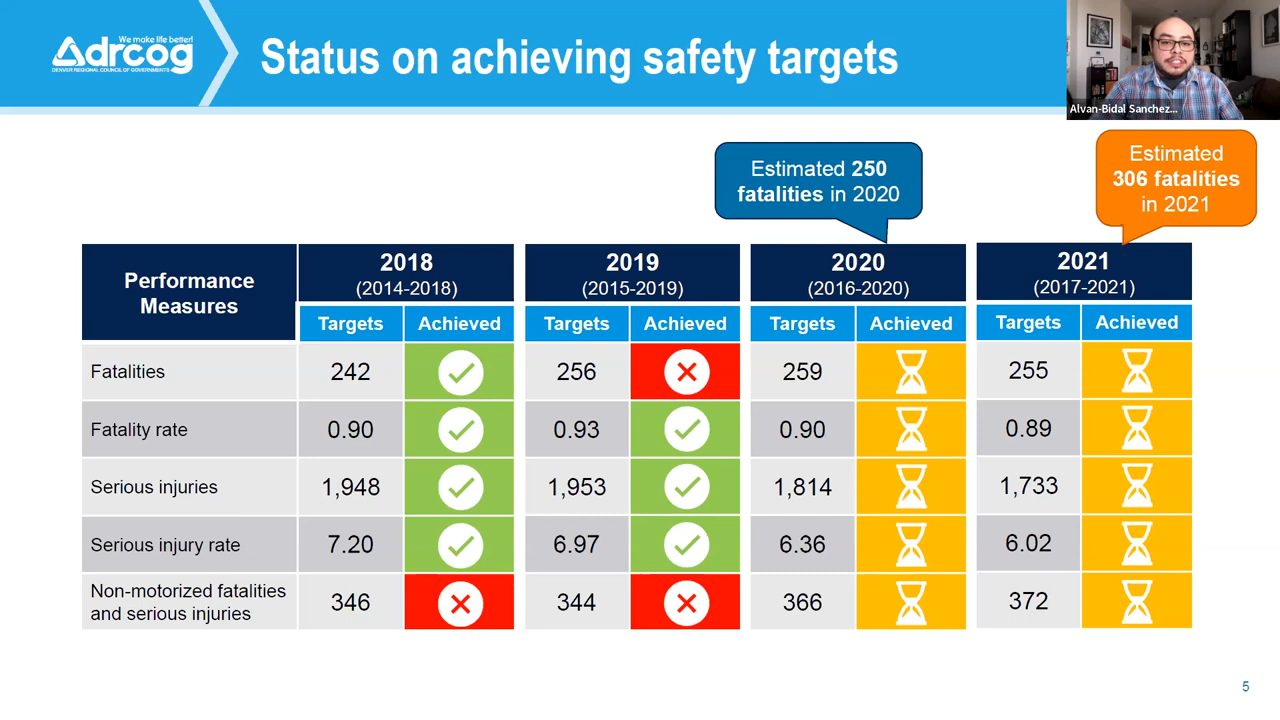 We make life better!
drcog
DENVER REGIONAL COUNCIL OF GOVERNMENTS
Status on achieving safety targets
Alvan-Bidal Sanchez...
Estimated 250
fatalities in 2020
Estimated
306 fatalities
in 2021
Performance
Measures
2018
(2014-2018)
2019
(2015-2019)
2020
(2016-2020)
2021
(2017-2021)
Targets Achieved Targets Achieved Targets Achieved Targets Achieved
Fatalities 242 256 259 255
Fatality rate 0.90 0.93 0.90 0.89
Serious injuries 1,948 1,953 1,814 1,733
Serious injury rate 7.20 6.97 6.36 6.02
Non-motorized fatalities
and serious injuries 346 344 366 372
5